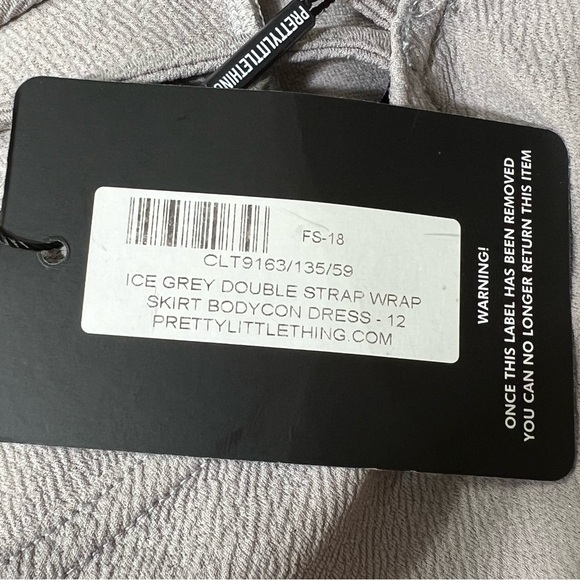 PRETTYLITTLETHING
FS-18
CLT9163/135/59
ICE GREY DOUBLE STRAP WRAP
SKIRT BODYCON DRESS - 12
PRETTYLITTLETHING.COM
WARNING!
ONCE THIS LABEL HAS BEEN REMOVED
YOU CAN NO LONGER RETURN THIS ITEM